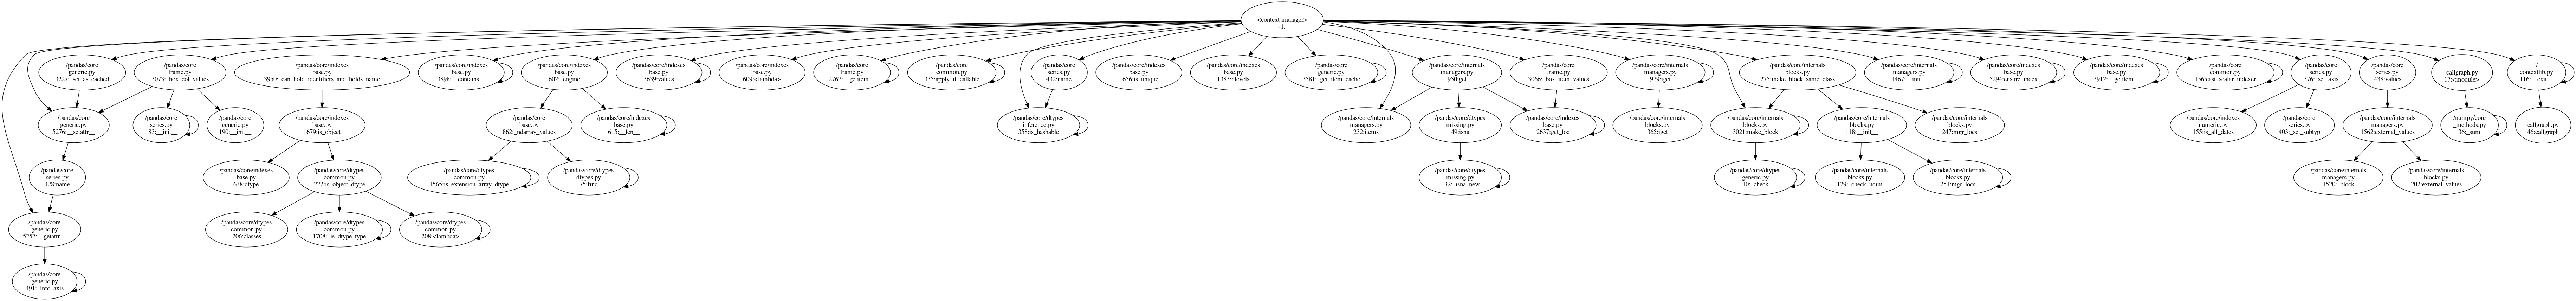 <context manager>
-1:
/pandas/core
generic.py
3227:_set_as_cached
/pandas/core
frame.py
3073:_box_col_values
/pandas/core/indexes
base.py
3950:_can_hold_identifiers_and_holds_name
/pandas/core/indexes
base.py
3898:__contains__
/pandas/core/indexes
base.py
602:_engine
/pandas/core/indexes
base.py
3639:values
/pandas/core/indexes
base.py
609:<lambda>
/pandas/core
frame.py
2767:__getitem__
/pandas/core
common.py
335:apply_if_callable
/pandas/core
series.py
432:name
/pandas/core/indexes
base.py
1656:is_unique
/pandas/core/indexes
base.py
1383:nlevels
/pandas/core
generic.py
3581:_get_item_cache
/pandas/core/internals
managers.py
950:get
/pandas/core
frame.py
3066:_box_item_values
/pandas/core/internals
managers.py
979:iget
/pandas/core/internals
blocks.py
275:make_block_same_class
/pandas/core/internals
managers.py
1467:__init__
/pandas/core/indexes
base.py
5294:ensure_index
/pandas/core/indexes
base.py
3912:__getitem__
/pandas/core
common.py
156:cast_scalar_indexer
/pandas/core
series.py
376:_set_axis
/pandas/core
series.py
438:values
callgraph.py
17:<module>
7
contextlib.py
116:__exit__
/pandas/core
generic.py
5276:__setattr__
/pandas/core
series.py
183:__init__
/pandas/core
generic.py
190:__init__
/pandas/core/indexes
base.py
1679:is_object
/pandas/core
base.py
862:_ndarray_values
/pandas/core/indexes
base.py
615:__len__
/pandas/core/dtypes
inference.py
358:is_hashable
/pandas/core/internals
managers.py
232:items
/pandas/core/dtypes
missing.py
49:isna
/pandas/core/indexes
base.py
2637:get_loc
/pandas/core/internals
blocks.py
365:iget
/pandas/core/internals
blocks.py
3021:make_block
/pandas/core/internals
blocks.py
118:__init__
/pandas/core/internals
blocks.py
247:mgr_locs
/pandas/core/indexes
numeric.py
155:is_all_dates
/pandas/core
series.py
403:_set_subtyp
/pandas/core/internals
managers.py
1562:external_values
/numpy/core
_methods.py
36:_sum
callgraph.py
46:callgraph
/pandas/core
series.py
428:name
/pandas/core/indexes
base.py
638:dtype
/pandas/core/dtypes
common.py
222:is_object_dtype
/pandas/core/dtypes
common.py
1565:is_extension_array_dtype
/pandas/core/dtypes
dtypes.py
75:find
/pandas/core/dtypes
missing.py
132:_isna_new
/pandas/core/dtypes
generic.py
10:_check
/pandas/core/internals
blocks.py
129:_check_ndim
/pandas/core/internals
blocks.py
251:mgr_locs
/pandas/core/internals
managers.py
1520:_block
/pandas/core/internals
blocks.py
202:external_values
/pandas/core
generic.py
5257:__getattr__
/pandas/core/dtypes
common.py
206:classes
/pandas/core/dtypes
common.py
1708:_is_dtype_type
/pandas/core/dtypes
common.py
208:<lambda>
/pandas/core
generic.py
491:_info_axis